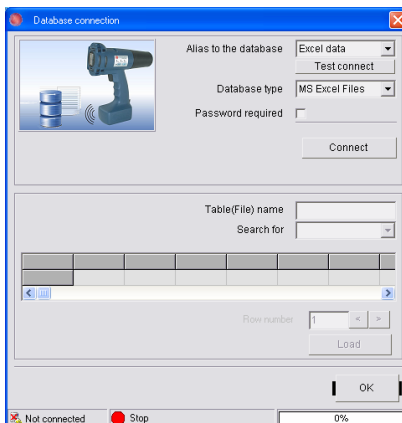 Database connection
Alias to the database Excel data
Test connect
Database type MS Excel Files
Password required
Connect
Table(File) name
Search for
Row number 1 < >
Load
OK
Not connected Stop 0%